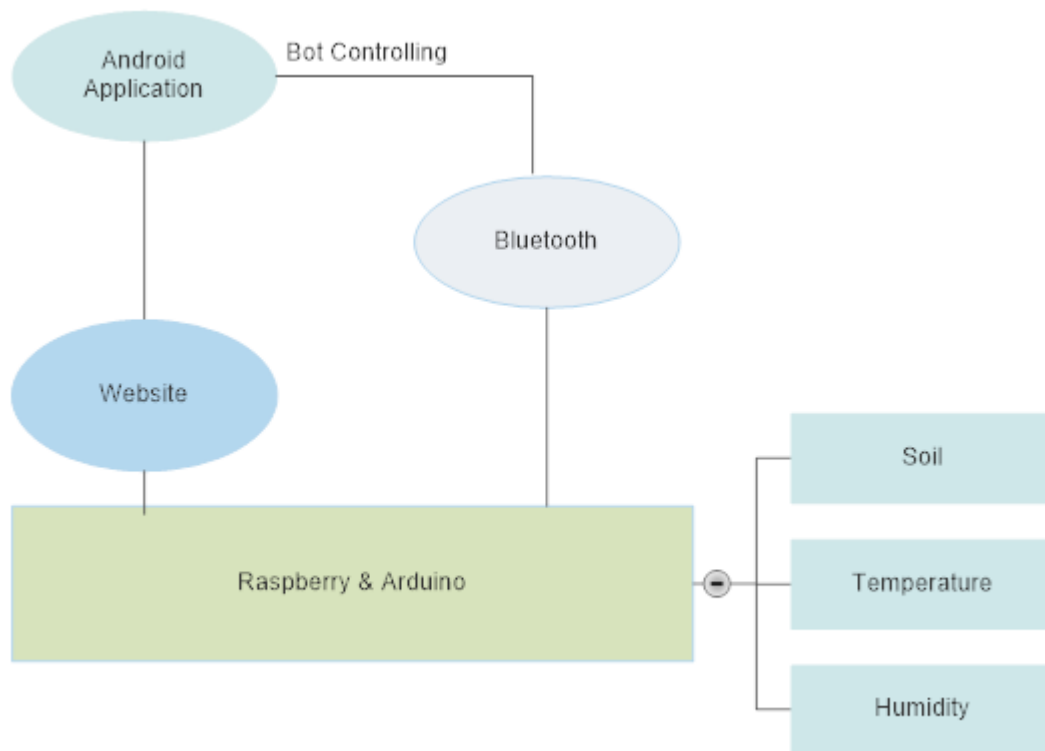 Android
Application
Bot Controlling
Bluetooth
Website
Soil
Raspberry & Arduino
Temperature
Humidity